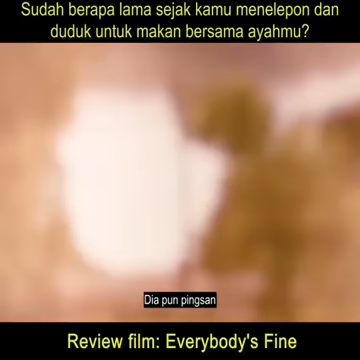 Sudah berapa lama sejak kamu menelepon dan
duduk untuk makan bersama ayahmu?
Dia pun pingsan
Review film: Everybody's Fine